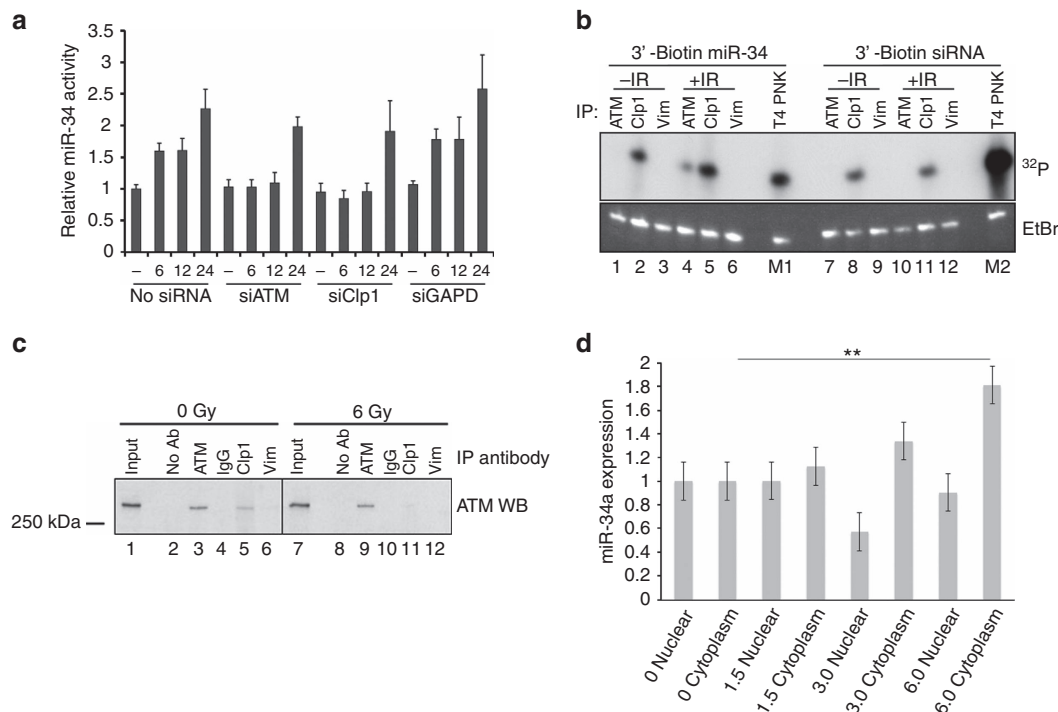 a
Relative miR-34 activity
3.5
3
2.5
2
1.5
1
0.5
0
– 6 12 24 – 6 12 24 – 6 12 24 – 6 12 24
No siRNA siATM siClp1 siGAPD
b
3' -Biotin miR-34 3' -Biotin siRNA
–IR +IR –IR +IR
IP: ATM Clp1 Vim ATM Clp1 Vim T4 PNK ATM Clp1 Vim ATM Clp1 Vim T4 PNK
32P
EtBr
1 2 3 4 5 6 M1 7 8 9 10 11 12 M2
c
0 Gy 6 Gy
Input No Ab ATM IgG Clp1 Vim Input No Ab ATM IgG Clp1 Vim IP antibody
ATM WB
250 kDa
1 2 3 4 5 6 7 8 9 10 11 12
d
**
miR-34a expression
2
1.8
1.6
1.4
1.2
1
0.8
0.6
0.4
0.2
0
0 Nuclear
0 Cytoplasm
1.5 Nuclear
1.5 Cytoplasm
3.0 Nuclear
3.0 Cytoplasm
6.0 Nuclear
6.0 Cytoplasm